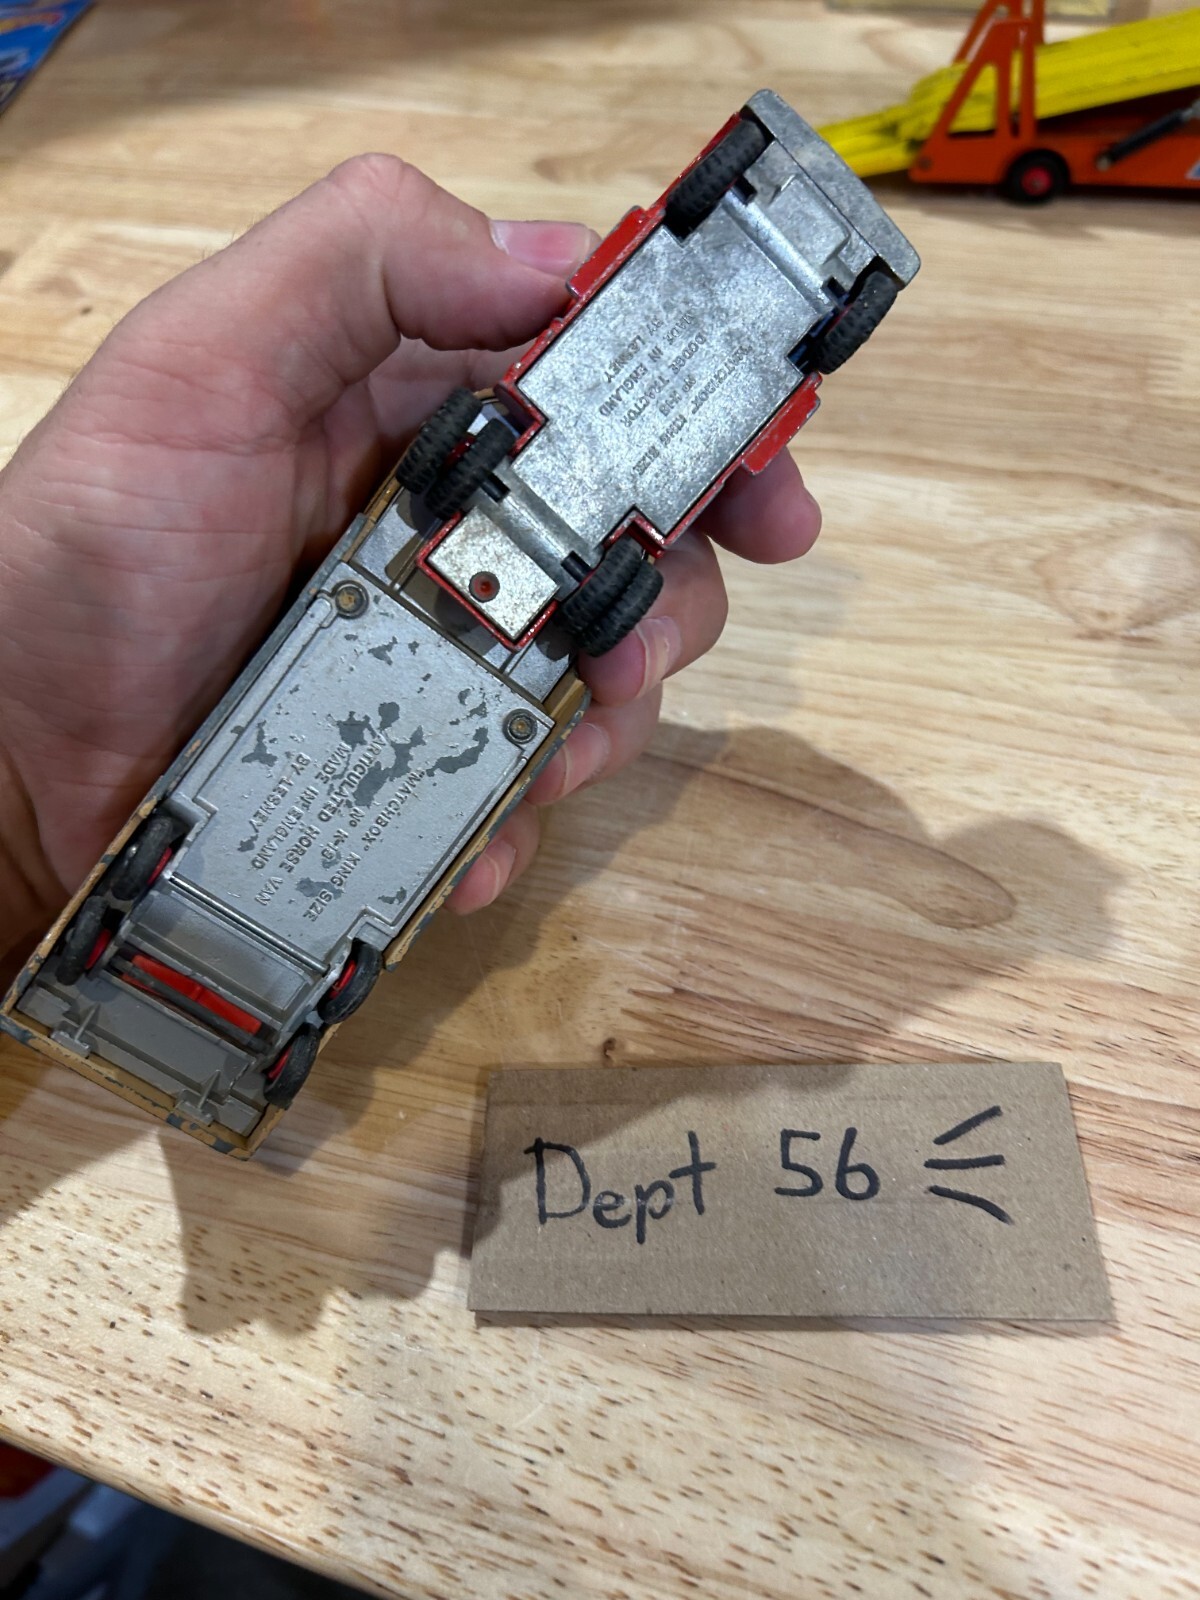 "MATCHBOX" KING SIZE
DODGE TRACTOR
MADE IN ENGLAND
BY LESNEY
"MATCHBOX" KING SIZE
No K-18
ARTICULATED HORSE VAN
MADE IN ENGLAND
BY LESNEY
Dept 56